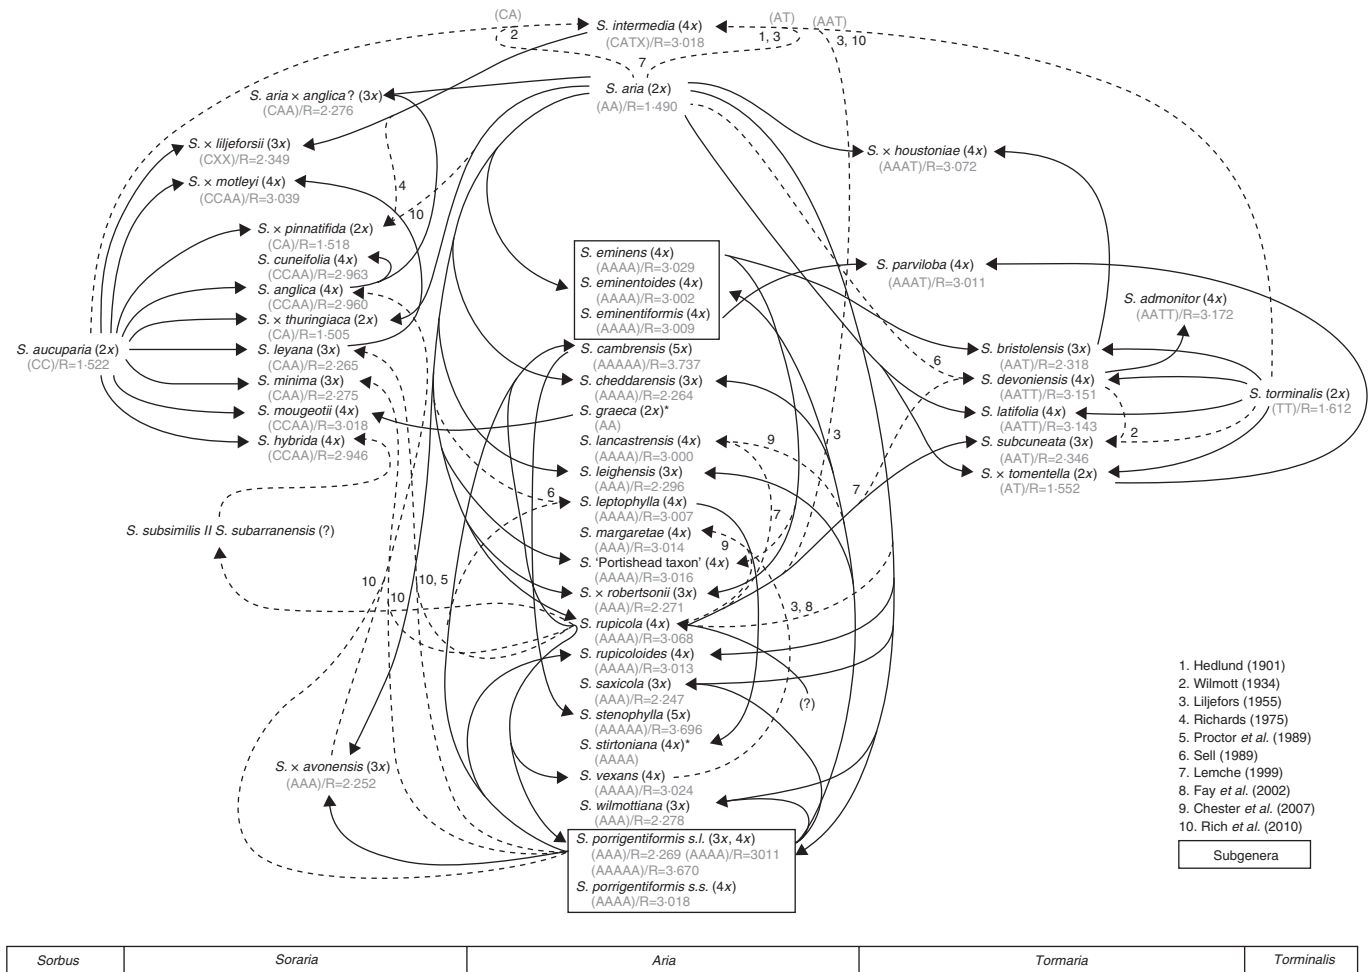 (CA)
2
S. intermedia (4x)
(CATX)/R=3·018
(AT)
1, 3
(AAT)
3, 10
7
S. aria (2x)
(AA)/R=1·490
S. aria × anglica? (3x)
(CAA)/R=2·276
S. × liljeforsii (3x)
(CXX)/R=2·349
S. × motleyi (4x)
(CCAA)/R=3·039
4
10
S. × pinnatifida (2x)
(CA)/R=1·518
S. cuneifolia (4x)
(CCAA)/R=2·963
S. anglica (4x)
(CCAA)/R=2·960
S. × thuringiaca (2x)
(CA)/R=1·505
S. aucuparia (2x)
(CC)/R=1·522
S. leyana (3x)
(CAA)/R=2·265
S. minima (3x)
(CAA)/R=2·275
S. mougeotii (4x)
(CCAA)/R=3·018
S. hybrida (4x)
(CCAA)/R=2·946
S. subsimilis II S. subarranensis (?)
10
10
10, 5
S. × avonensis (3x)
(AAA)/R=2·252
S. eminens (4x)
(AAAA)/R=3·029
S. eminentoides (4x)
(AAAA)/R=3·002
S. eminentiformis (4x)
(AAAA)/R=3·009
S. cambrensis (5x)
(AAAAA)/R=3.737
S. cheddarensis (3x)
(AAAA)/R=2·264
S. graeca (2x)*
(AA)
S. lancastrensis (4x)
(AAAA)/R=3·000
S. leighensis (3x)
(AAA)/R=2·296
6
S. leptophylla (4x)
(AAAA)/R=3·007
S. margaretae (4x)
(AAA)/R=3·014
S. ‘Portishead taxon’ (4x)
(AAAA)/R=3·016
S. × robertsonii (3x)
(AAA)/R=2·271
S. rupicola (4x)
(AAAA)/R=3·068
S. rupicoloides (4x)
(AAAA)/R=3·013
S. saxicola (3x)
(AAA)/R=2·247
S. stenophylla (5x)
(AAAAA)/R=3·696
S. stirtoniana (4x)*
(AAAA)
S. vexans (4x)
(AAAA)/R=3·024
S. wilmottiana (3x)
(AAA)/R=2·278
S. porrigentiformis s.l. (3x, 4x)
(AAA)/R=2·269 (AAAA)/R=3011
(AAAAA)/R=3·670
S. porrigentiformis s.s. (4x)
(AAAA)/R=3·018
9
3
7
7
9
3, 8
(?)
S. × houstoniae (4x)
(AAAT)/R=3·072
S. parviloba (4x)
(AAAT)/R=3·011
S. admonitor (4x)
(AATT)/R=3·172
S. bristolensis (3x)
(AAT)/R=2·318
6
S. devoniensis (4x)
(AATT)/R=3·151
S. latifolia (4x)
(AATT)/R=3·143
2
S. subcuneata (3x)
(AAT)/R=2·346
S. × tomentella (2x)
(AT)/R=1·552
S. torminalis (2x)
(TT)/R=1·612
1. Hedlund (1901)
2. Wilmott (1934)
3. Liljefors (1955)
4. Richards (1975)
5. Proctor et al. (1989)
6. Sell (1989)
7. Lemche (1999)
8. Fay et al. (2002)
9. Chester et al. (2007)
10. Rich et al. (2010)
Subgenera
Sorbus Soraria Aria Tormaria Torminalis